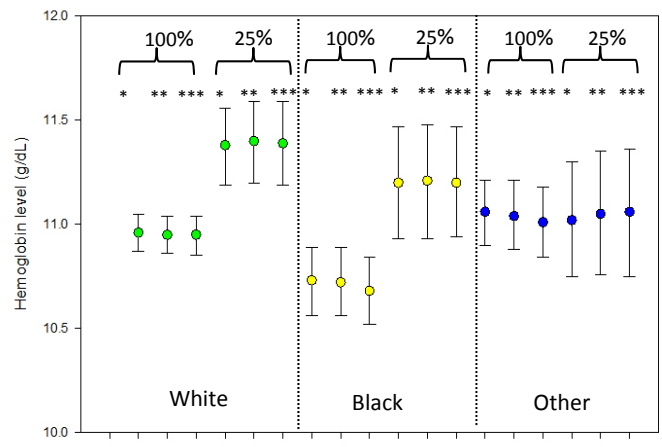 12.0
100% 25% 100% 25% 100% 25%
* ** *** * ** *** * ** *** * ** *** * ** *** * ** ***
11.5
11.0
10.5
10.0
Hemoglobin level (g/dL)
White Black Other